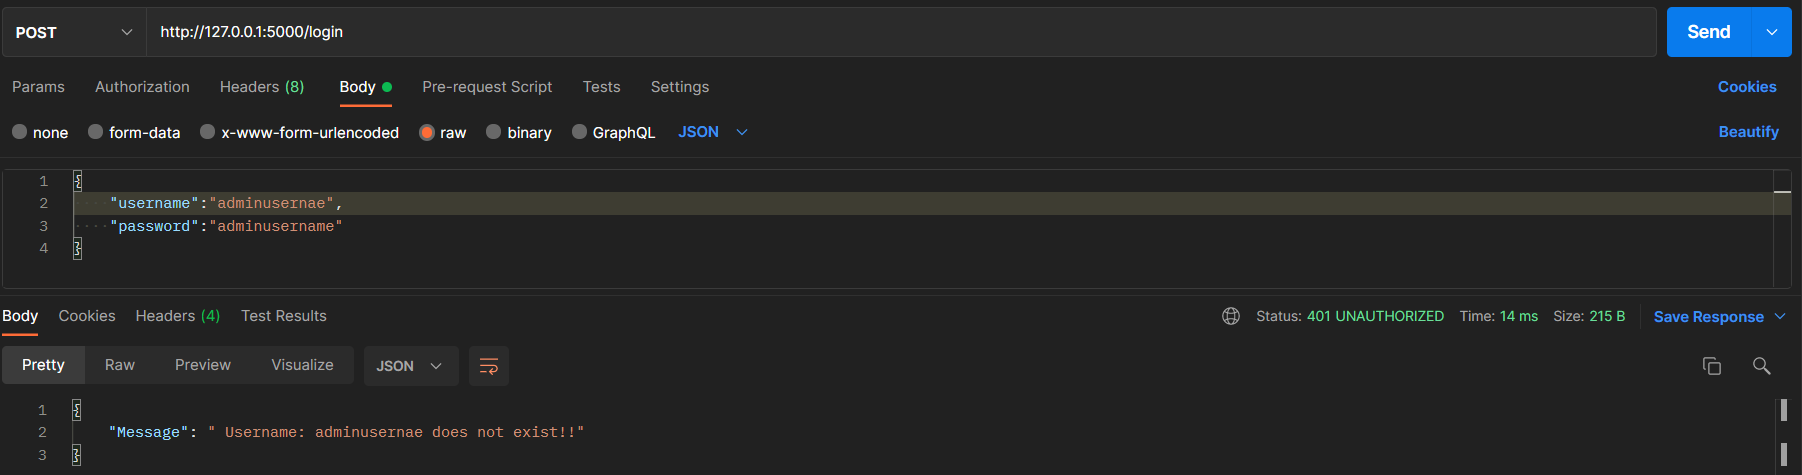 POST http://127.0.0.1:5000/login Send
Params Authorization Headers (8) Body Pre-request Script Tests Settings Cookies
none form-data x-www-form-urlencoded raw binary GraphQL JSON Beautify
1 {
2 "username":"adminusernae",
3 "password":"adminusername"
4 }
Body Cookies Headers (4) Test Results Status: 401 UNAUTHORIZED Time: 14 ms Size: 215 B Save Response
Pretty Raw Preview Visualize JSON
1 {
2 "Message": " Username: adminusernae does not exist!!"
3 }